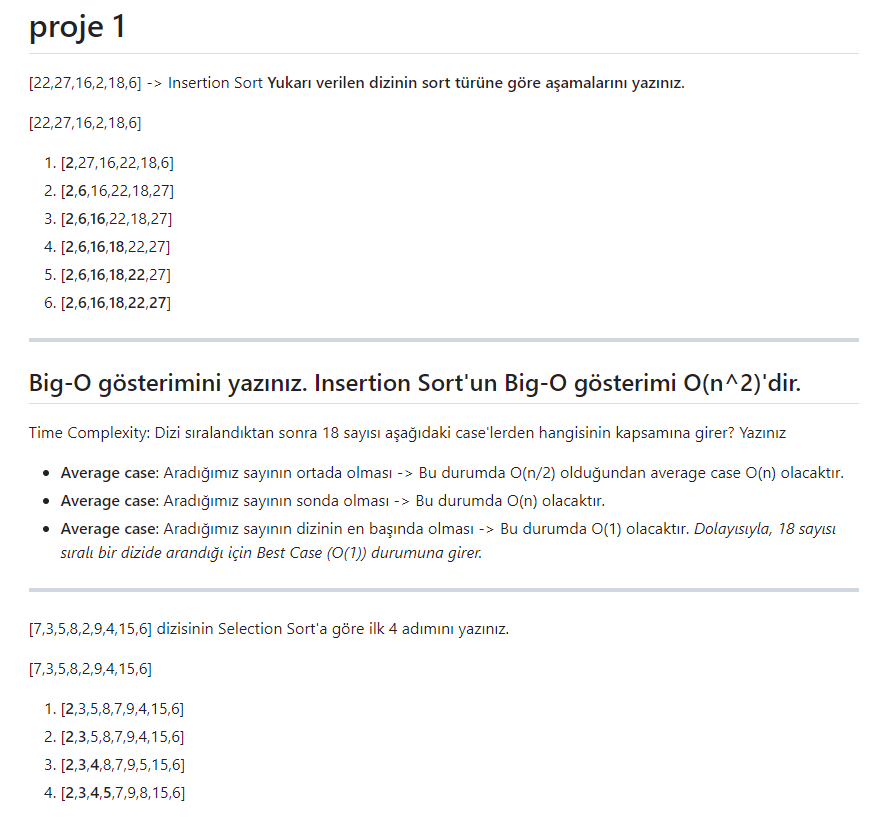 proje 1
[22,27,16,2,18,6] -> Insertion Sort Yukarı verilen dizinin sort türüne göre aşamalarını yazınız.
[22,27,16,2,18,6]
1. [2,27,16,22,18,6]
2. [2,6,16,22,18,27]
3. [2,6,16,22,18,27]
4. [2,6,16,18,22,27]
5. [2,6,16,18,22,27]
6. [2,6,16,18,22,27]
Big-O gösterimini yazınız. Insertion Sort'un Big-O gösterimi O(n^2)'dir.
Time Complexity: Dizi sıralandıktan sonra 18 sayısı aşağıdaki case'lerden hangisinin kapsamına girer? Yazınız
• Average case: Aradığımız sayının ortada olması -> Bu durumda O(n/2) olduğundan average case O(n) olacaktır.
• Average case: Aradığımız sayının sonda olması -> Bu durumda O(n) olacaktır.
• Average case: Aradığımız sayının dizinin en başında olması -> Bu durumda O(1) olacaktır. Dolayısıyla, 18 sayısı
sıralı bir dizide arandığı için Best Case (O(1)) durumuna girer.
[7,3,5,8,2,9,4,15,6] dizisinin Selection Sort'a göre ilk 4 adımını yazınız.
[7,3,5,8,2,9,4,15,6]
1. [2,3,5,8,7,9,4,15,6]
2. [2,3,5,8,7,9,4,15,6]
3. [2,3,4,8,7,9,5,15,6]
4. [2,3,4,5,7,9,8,15,6]